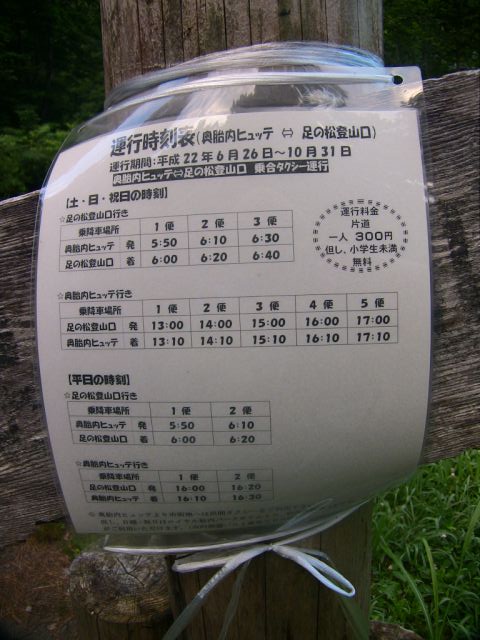 運行時刻表(奥胎内ヒュッテ ⇔ 足の松登山口)
運行期間:平成22年6月26日~10月31日
奥胎内ヒュッテ⇔足の松登山口 乗合タクシー運行
【土・日・祝日の時刻】
☆足の松登山口行き
乗降車場所 1便 2便 3便
奥胎内ヒュッテ 発 5:50 6:10 6:30
足の松登山口 着 6:00 6:20 6:40
運行料金
片道
一人 300円
但し、小学生未満
無料
☆奥胎内ヒュッテ行き
乗降車場所 1便 2便 3便 4便 5便
足の松登山口 発 13:00 14:00 15:00 16:00 17:00
奥胎内ヒュッテ 着 13:10 14:10 15:10 16:10 17:10
【平日の時刻】
☆足の松登山口行き
乗降車場所 1便 2便
奥胎内ヒュッテ 発 5:50 6:10
足の松登山口 着 6:00 6:20
☆奥胎内ヒュッテ行き
乗降車場所 1便 2便
足の松登山口 発 16:00 16:20
奥胎内ヒュッテ 着 16:10 16:30